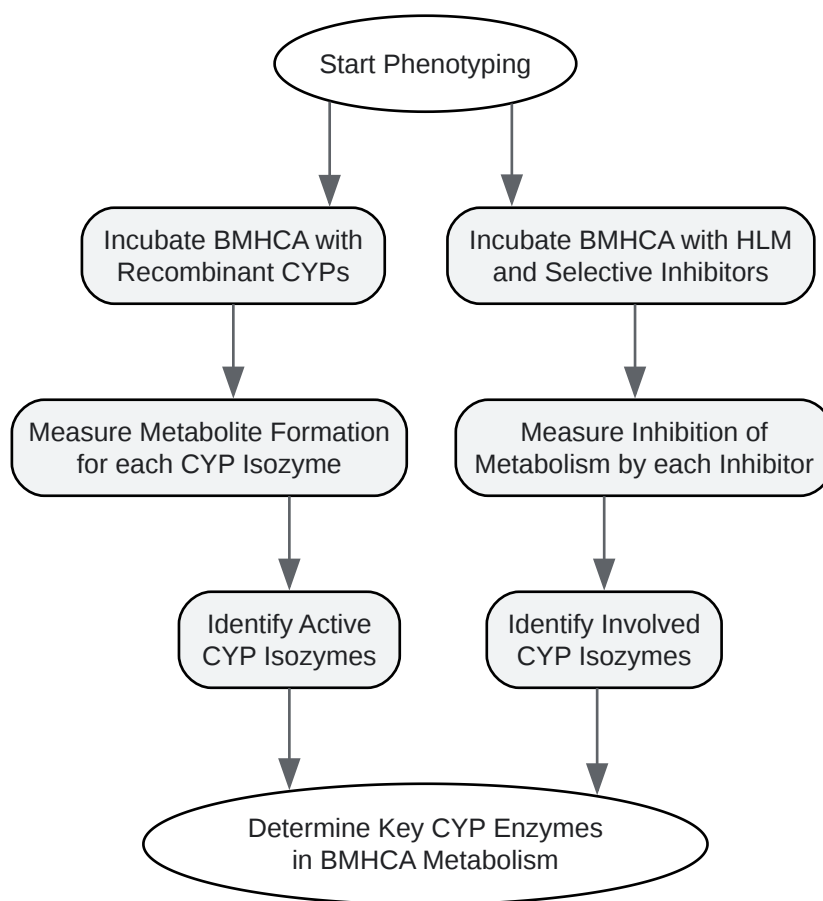 Start Phenotyping
Incubate BMHCA with
Recombinant CYPs
Incubate BMHCA with HLM
and Selective Inhibitors
Measure Metabolite Formation
for each CYP Isozyme
Measure Inhibition of
Metabolism by each Inhibitor
Identify Active
CYP Isozymes
Identify Involved
CYP Isozymes
Determine Key CYP Enzymes
in BMHCA Metabolism